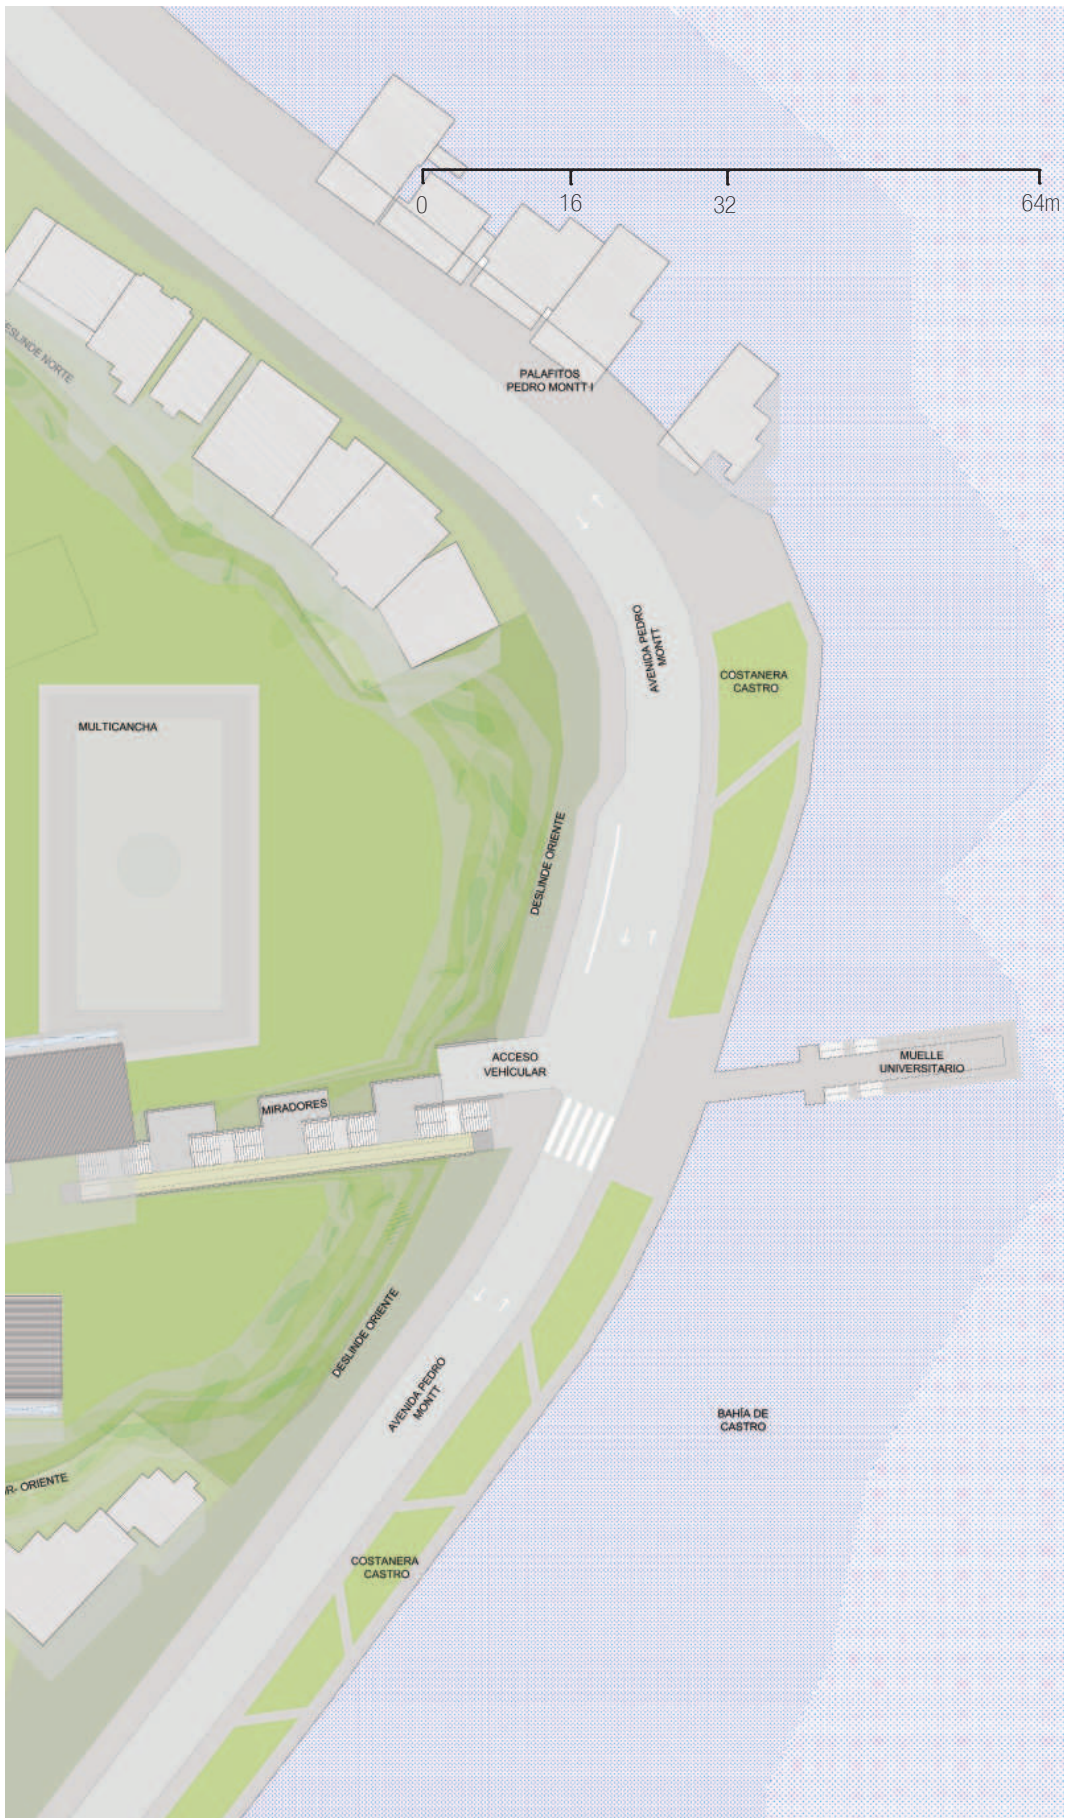 0 16 32 64m
ESLINDE NORTE
PALAFITOS
PEDRO MONTT I
AVENIDA PEDRO
MONTT
COSTANERA
CASTRO
MULTICANCHA
DESLINDE ORIENTE
ACCESO
VEHÍCULAR
MUELLE
UNIVERSITARIO
MIRADORES
DESLINDE ORIENTE
AVENIDA PEDRO
MONTT
BAHÍA DE
CASTRO
R- ORIENTE
COSTANERA
CASTRO